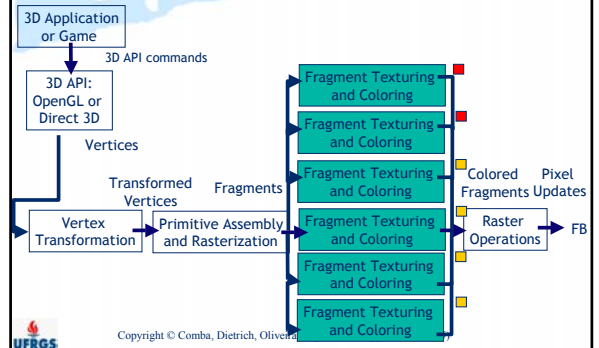 3D Application
or Game
3D API commands
3D API:
OpenGL or
Direct 3D
Vertices
Transformed
Vertices
Fragments
Vertex
Transformation
Primitive Assembly
and Rasterization
Fragment Texturing
and Coloring
Fragment Texturing
and Coloring
Fragment Texturing
and Coloring
Fragment Texturing
and Coloring
Fragment Texturing
and Coloring
Fragment Texturing
and Coloring
Colored
Fragments
Pixel
Updates
Raster
Operations
FB
UFRGS
Copyright © Comba, Dietrich,